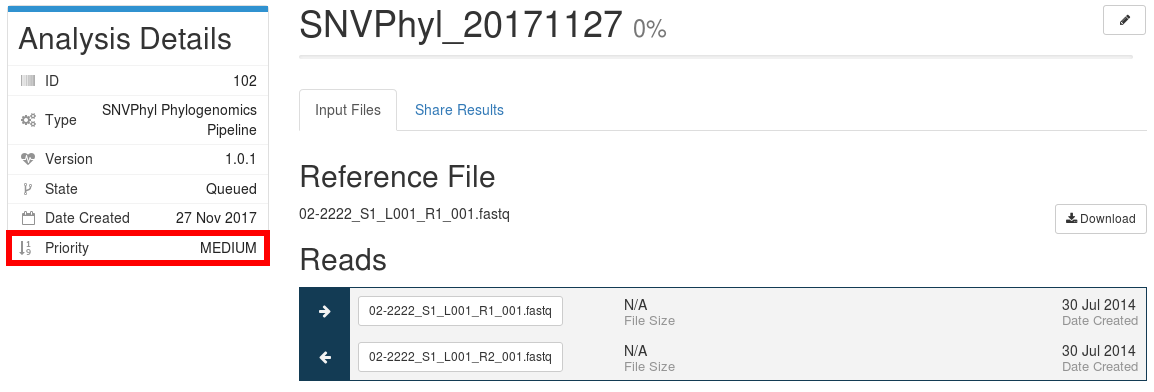 Analysis Details
ID 102
Type SNVPhyl Phylogenomics
Pipeline
Version 1.0.1
State Queued
Date Created 27 Nov 2017
Priority MEDIUM
SNVPhyl_20171127 0%
Input Files Share Results
Reference File
02-2222_S1_L001_R1_001.fastq
Download
Reads
02-2222_S1_L001_R1_001.fastq N/A 30 Jul 2014
File Size Date Created
02-2222_S1_L001_R2_001.fastq N/A 30 Jul 2014
File Size Date Created